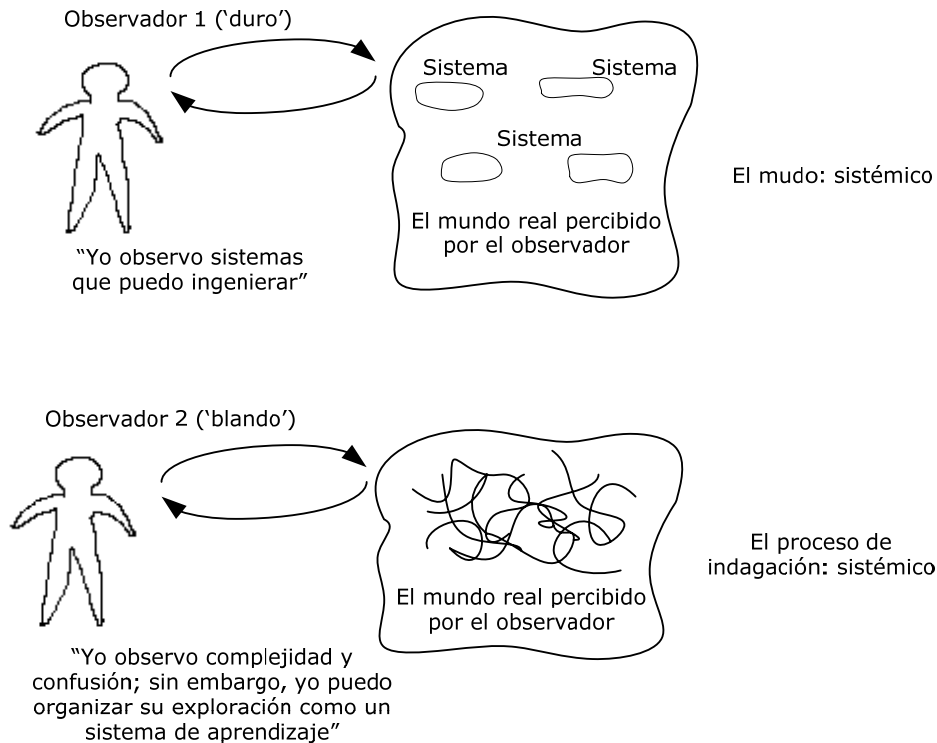 Observador 1 (‘duro’)
Sistema
Sistema
Sistema
El mundo real percibido
por el observador
El mudo: sistémico
“Yo observo sistemas
que puedo ingenierar”
Observador 2 (‘blando’)
El mundo real percibido
por el observador
El proceso de
indagación: sistémico
“Yo observo complejidad y
confusión; sin embargo, yo puedo
organizar su exploración como un
sistema de aprendizaje”